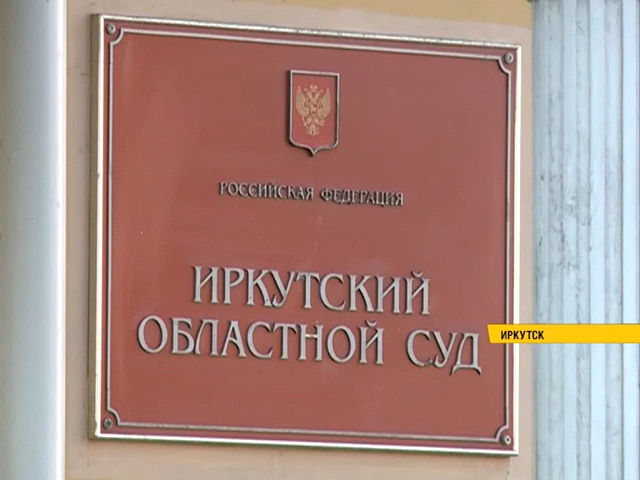 РОССИЙСКАЯ ФЕДЕРАЦИЯ
ИРКУТСКИЙ
ОБЛАСТНОЙ СУД
ИРКУТСК